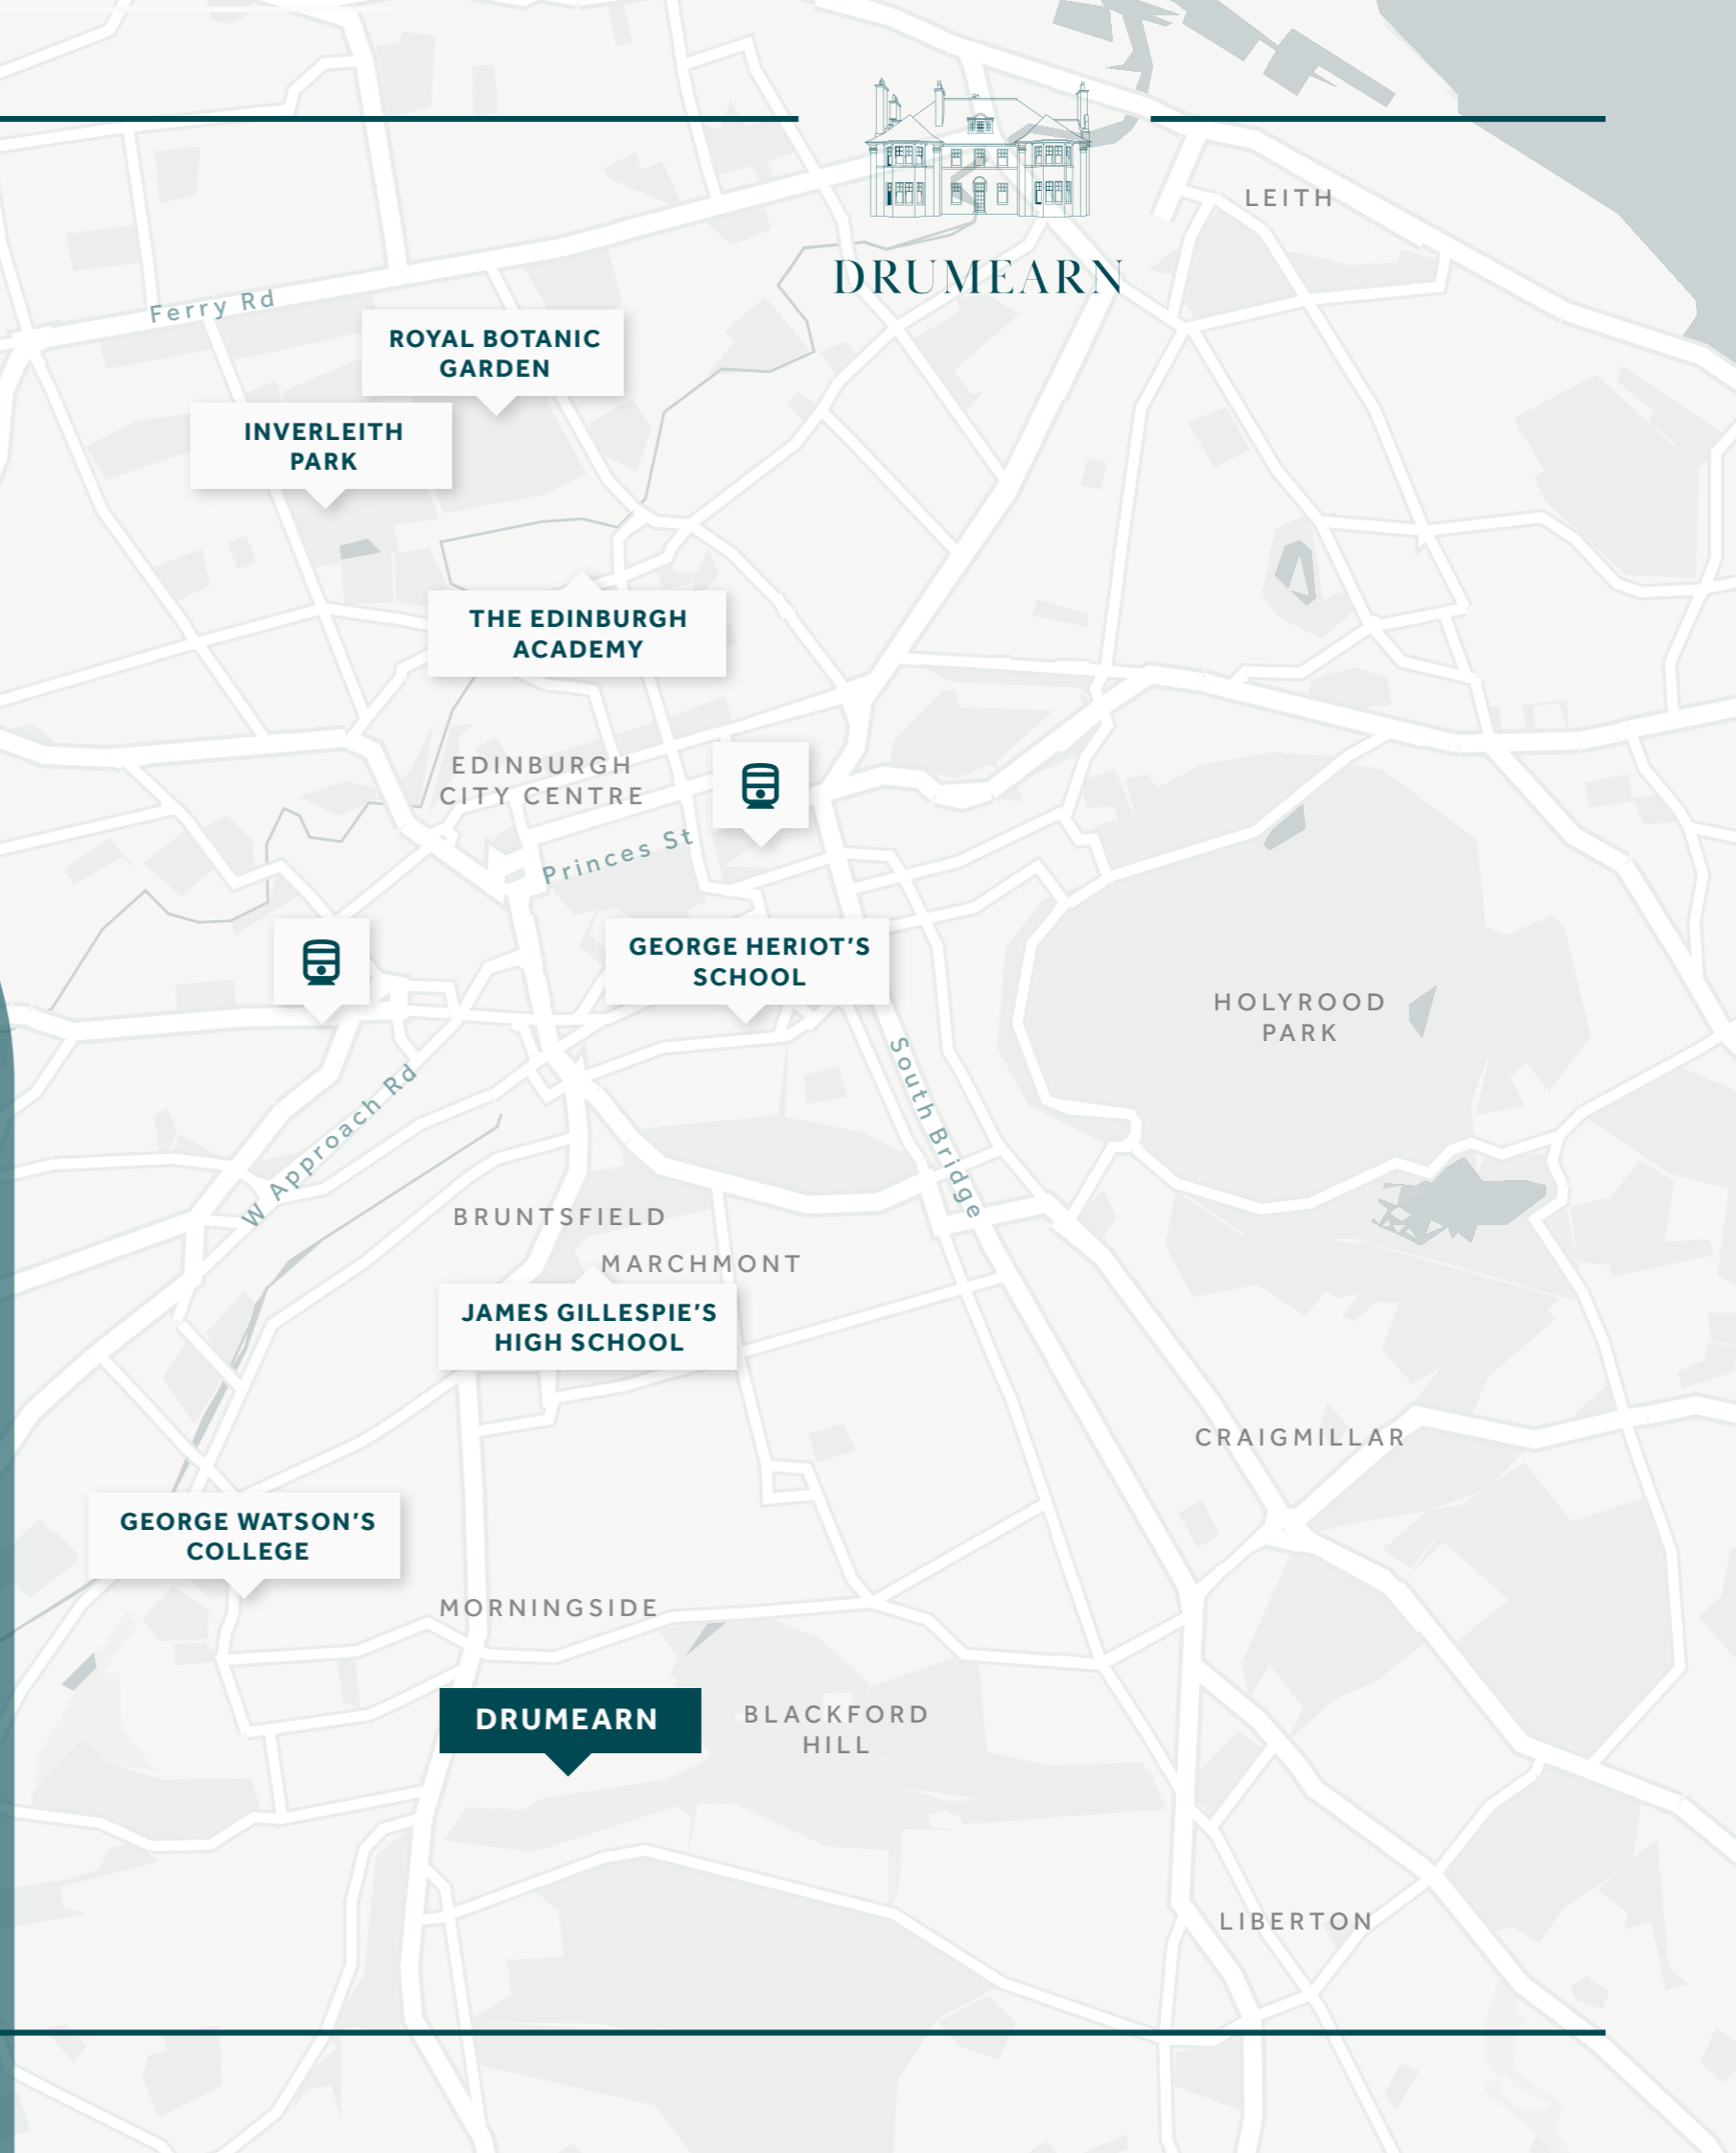 LEITH
DRUMEARN
Ferry Rd
ROYAL BOTANIC
GARDEN
INVERLEITH
PARK
THE EDINBURGH
ACADEMY
EDINBURGH
CITY CENTRE
Princes St
GEORGE HERIOT’S
SCHOOL
HOLYROOD
PARK
South Bridge
W Approach Rd
BRUNTSFIELD
MARCHMONT
JAMES GILLESPIE’S
HIGH SCHOOL
CRAIGMILLAR
GEORGE WATSON’S
COLLEGE
MORNINGSIDE
DRUMEARN
BLACKFORD
HILL
LIBERTON